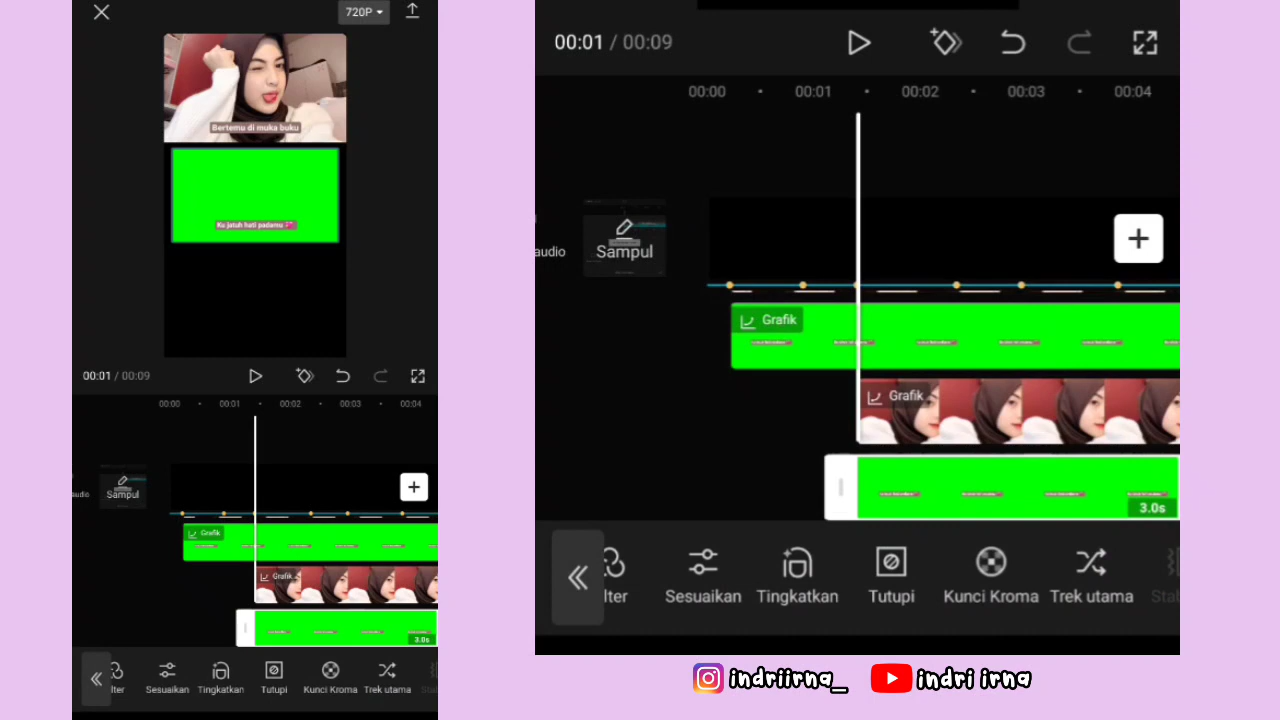 720P
Bertemu di muka buku
Ku jatuh hati padamu
00:01 / 00:09
00:00 00:01 00:02 00:03 00:04
audio
Sampul
Grafik
Grafik
3.0s
lter Sesuaikan Tingkatkan Tutupi Kunci Kroma Trek utama
00:01 / 00:09
00:00 00:01 00:02 00:03 00:04
audio
Sampul
Grafik
Grafik
3.0s
lter Sesuaikan Tingkatkan Tutupi Kunci Kroma Trek utama Stab
indriirna_ indri irna